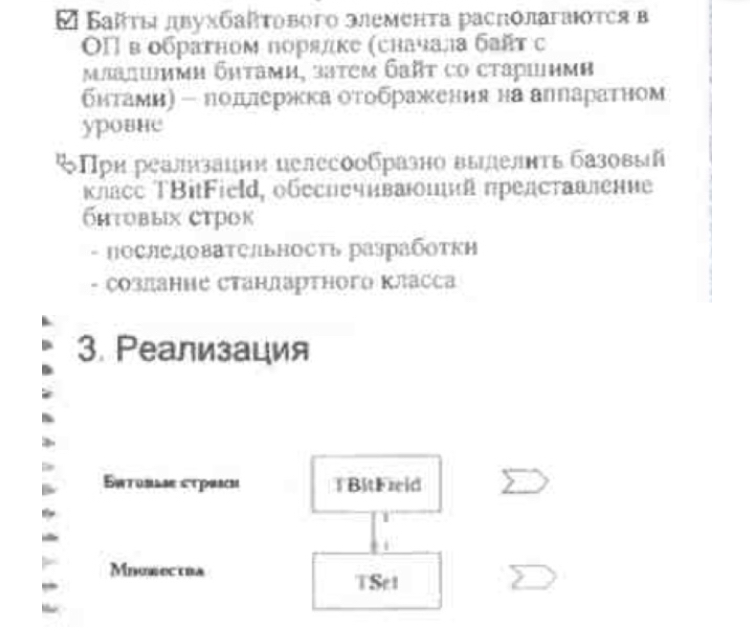 ☑ Байты двухбайтового элемента располагаются в
ОП в обратном порядке (сначала байт с
младшими битами, затем байт со старшими
битами) – поддержка отображения на аппаратном
уровне
При реализации целесообразно выделить базовый
класс TBitField, обеспечивающий представление
битовых строк
- последовательность разработки
- создание стандартного класса
3. Реализация
Битовые строки
TBitField
1
1
Множества
TSet